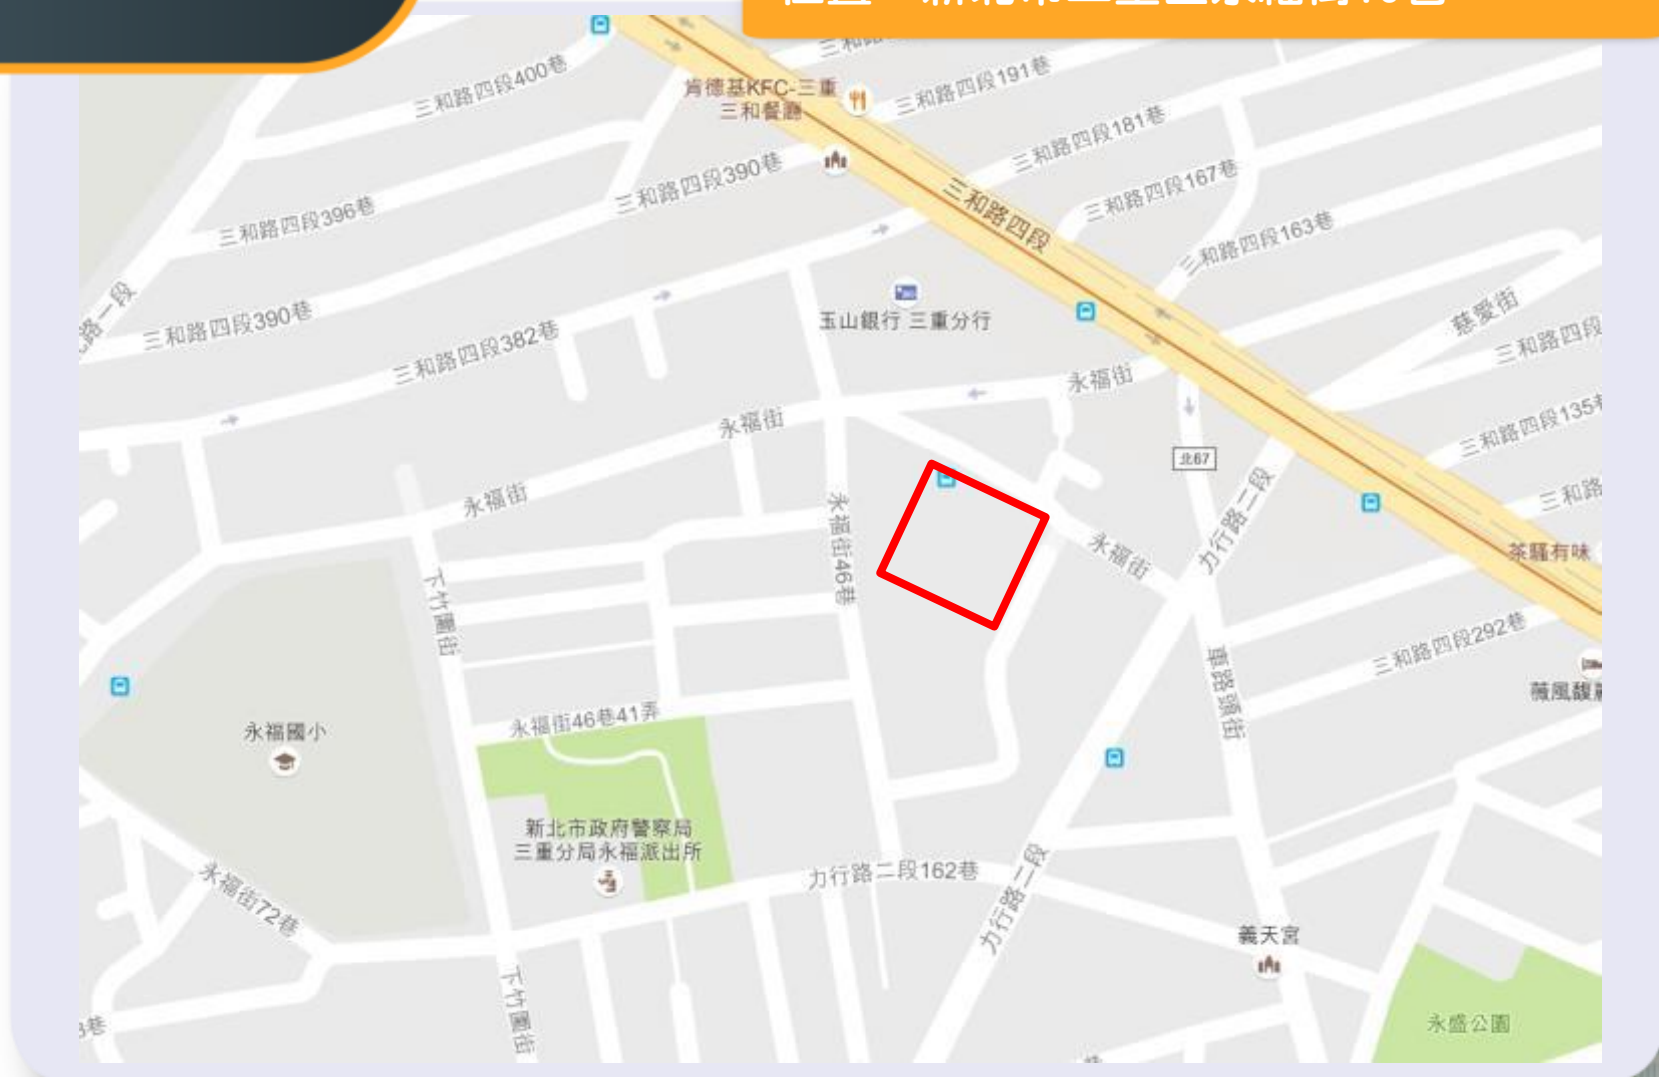 三和路四段400巷
肯德基KFC-三重
三和餐廳
三和路四段191巷
三和路四段181巷
三和路四段390巷
三和路四段167巷
三和路四段396巷
三和路四段
三和路四段163巷
慈愛街
玉山銀行 三重分行
三和路四段390巷
三和路四段382巷
三和路四段
永福街
永福街
三和路四段135
北67
永福街
永福街46巷
力行路二段
三和路
永福街
茶騷有味
下竹圍街
三和路四段292巷
車路頭街
薇風馥
永福街46巷41弄
永福國小
新北市政府警察局
三重分局永福派出所
力行路二段162巷
力行路二段
永福街72巷
義天宮
下竹圍街
永盛公園